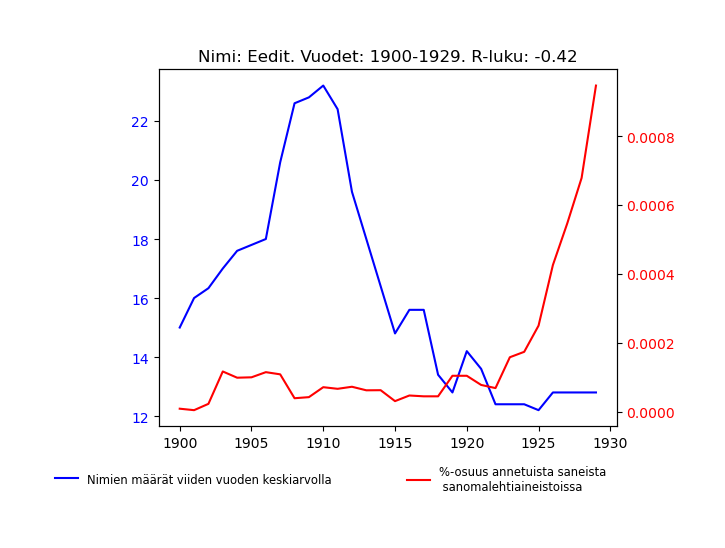 Nimi: Eedit. Vuodet: 1900-1929. R-luku: -0.42
22
20
18
16
14
12
0.0008
0.0006
0.0004
0.0002
0.0000
1900 1905 1910 1915 1920 1925 1930
Nimien määrät viiden vuoden keskiarvolla
%-osuus annetuista saneista
sanomalehtiaineistoissa